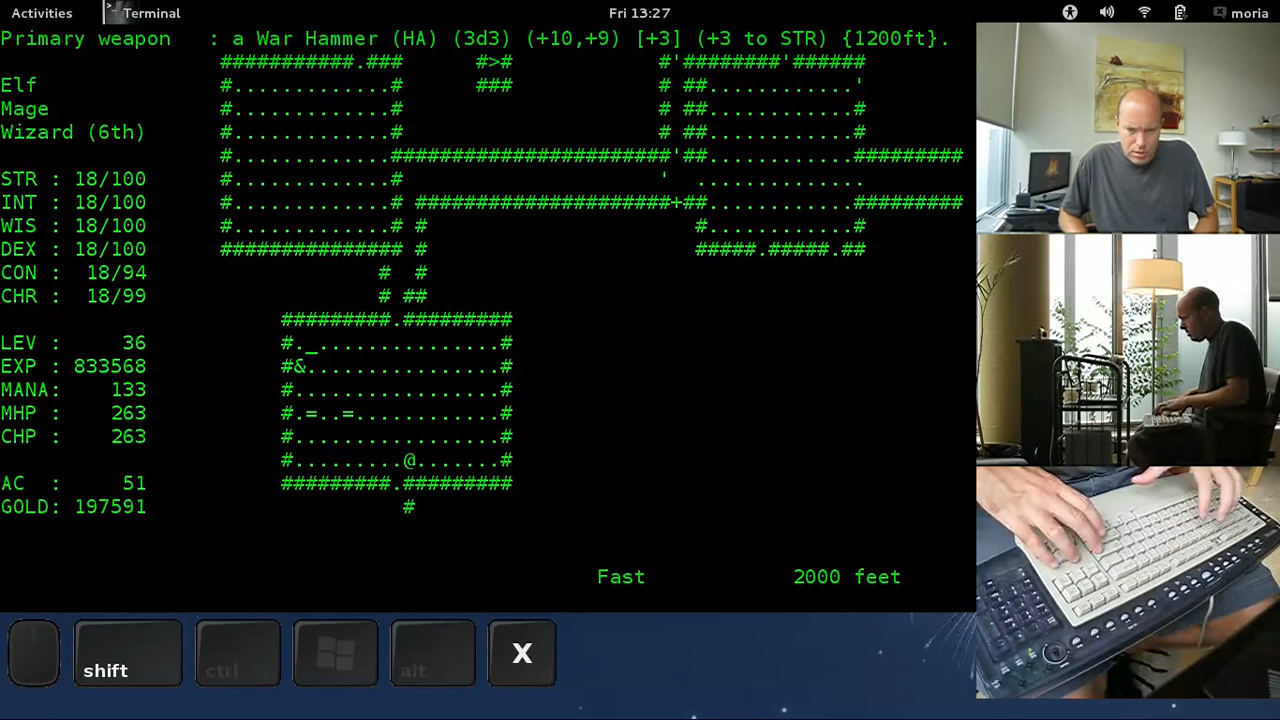 Activities Terminal Fri 13:27 moria
Primary weapon : a War Hammer (HA) (3d3) (+10,+9) [+3] (+3 to STR) {1200ft}.
###########.### #>#  #'########'######
Elf #.............# ### # ##............'
Mage #.............# # ##............#
Wizard (6th) #.............# # ##............#
#.............#######################'##............#########
STR : 18/100 #.............# ' .............
INT : 18/100 #.............# ######################+##............#########
WIS : 18/100 #.............# # #............#
DEX : 18/100 ############### # #####.#####.##
CON : 18/94 # #
CHR : 18/99 # ##
#########.#########
LEV : 36 #._...............#
EXP : 833568 #&................#
MANA: 133 #.................#
MHP : 263 #.=..=............#
CHP : 263 #.................#
#.........@.......#
AC : 51 #########.#########
GOLD: 197591 #
Fast 2000 feet
shift ctrl alt X